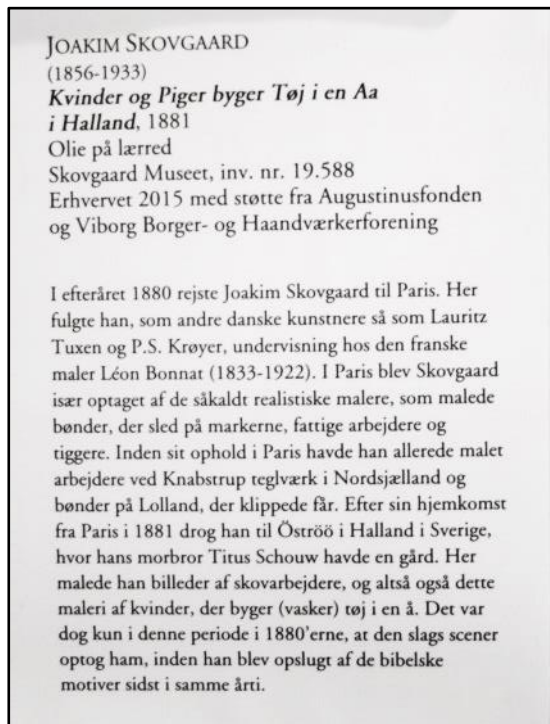 JOAKIM SKOVGAARD
(1856-1933)
Kvinder og Piger byger Tøj i en Aa
i Halland, 1881
Olie på lærred
Skovgaard Museet, inv. nr. 19.588
Erhvervet 2015 med støtte fra Augustinusfonden
og Viborg Borger- og Haandværkerforening
I efteråret 1880 rejste Joakim Skovgaard til Paris. Her
fulgte han, som andre danske kunstnere så som Lauritz
Tuxen og P.S. Krøyer, undervisning hos den franske
maler Léon Bonnat (1833-1922). I Paris blev Skovgaard
især optaget af de såkaldt realistiske malere, som malede
bønder, der sled på markerne, fattige arbejdere og
tiggere. Inden sit ophold i Paris havde han allerede malet
arbejdere ved Knabstrup teglværk i Nordsjælland og
bønder på Lolland, der klippede får. Efter sin hjemkomst
fra Paris i 1881 drog han til Öströö i Halland i Sverige,
hvor hans morbror Titus Schouw havde en gård. Her
malede han billeder af skovarbejdere, og altså også dette
maleri af kvinder, der byger (vasker) tøj i en å. Det var
dog kun i denne periode i 1880'erne, at den slags scener
optog ham, inden han blev opslugt af de bibelske
motiver sidst i samme årti.